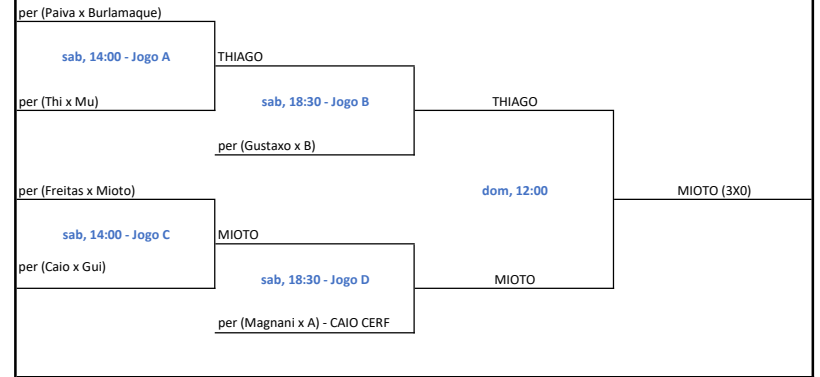 per (Paiva x Burlamaque)
sab, 14:00 - Jogo A
THIAGO
per (Thi x Mu)
sab, 18:30 - Jogo B
THIAGO
per (Gustaxo x B)
per (Freitas x Mioto)
dom, 12:00
MIOTO (3X0)
sab, 14:00 - Jogo C
MIOTO
per (Caio x Gui)
sab, 18:30 - Jogo D
MIOTO
per (Magnani x A) - CAIO CERF